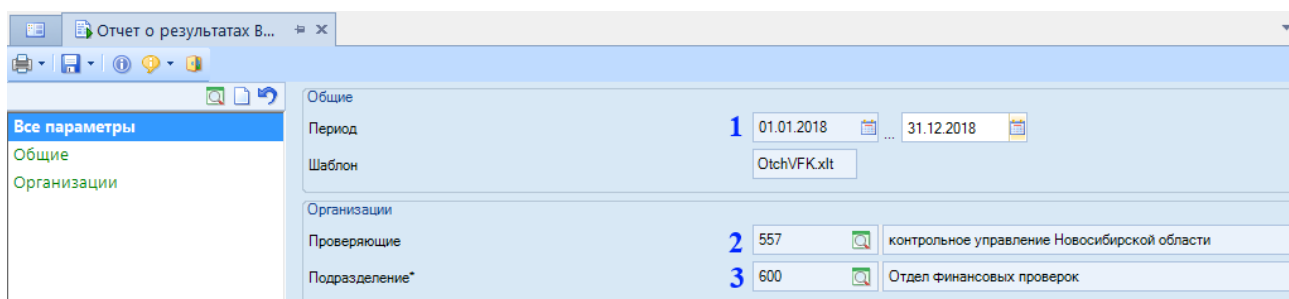 Отчет о результатах В...
Общие
Все параметры
Период 1 01.01.2018 ... 31.12.2018
Общие
Шаблон OtchVFK.xlt
Организации
Организации
Проверяющие 2 557 контрольное управление Новосибирской области
Подразделение* 3 600 Отдел финансовых проверок